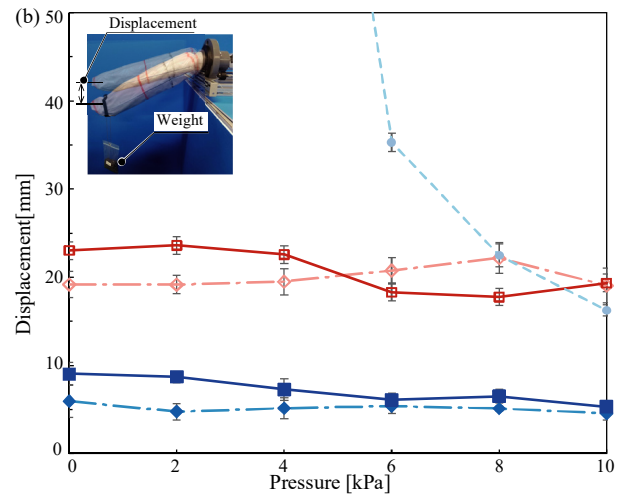 (b)
Displacement
Weight
Displacement[mm]
50
40
30
20
10
0
0 2 4 6 8 10
Pressure [kPa]